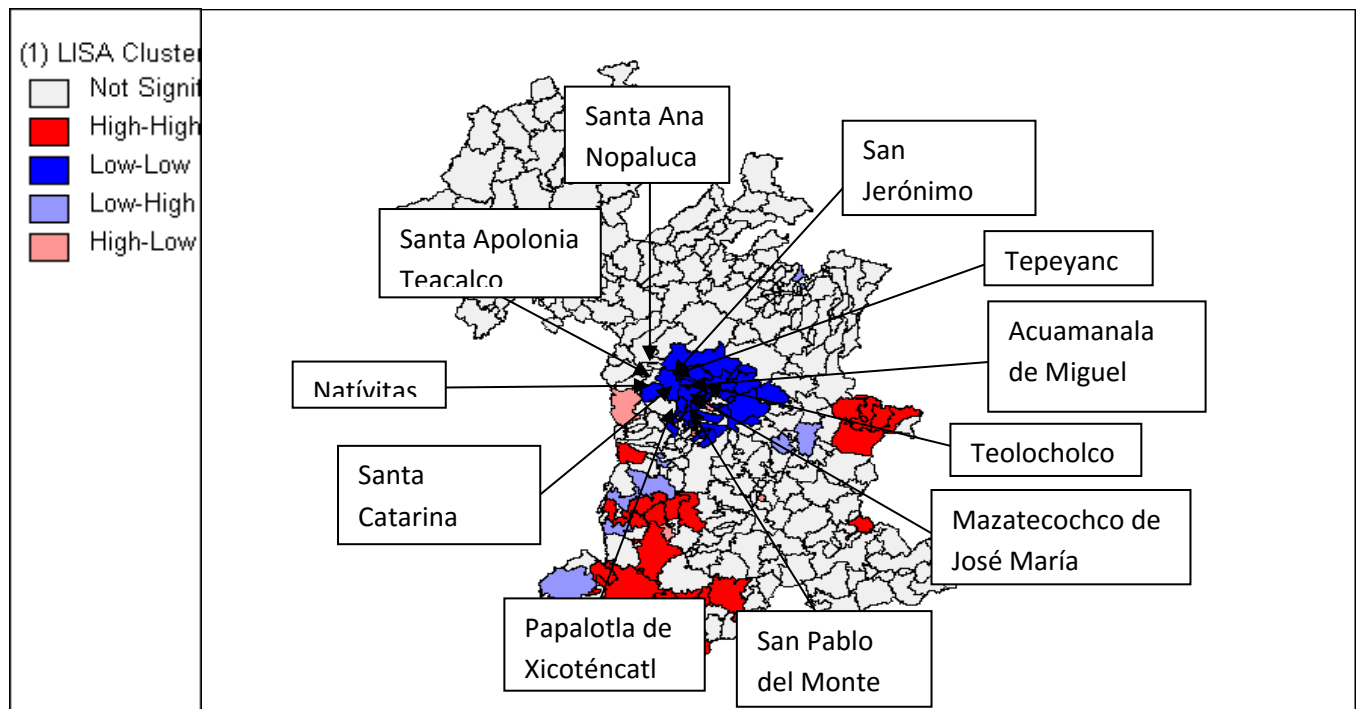 (1) LISA Cluster
Not Signif
High-High
Low-Low
Low-High
High-Low
Santa Ana
Nopaluca
San
Jerónimo
Santa Apolonia
Teacalco
Tepeyanc
Acuamanala
de Miguel
Natívitas
Teolocholco
Santa
Catarina
Mazatecochco de
José María
Papalotla de
Xicoténcatl
San Pablo
del Monte